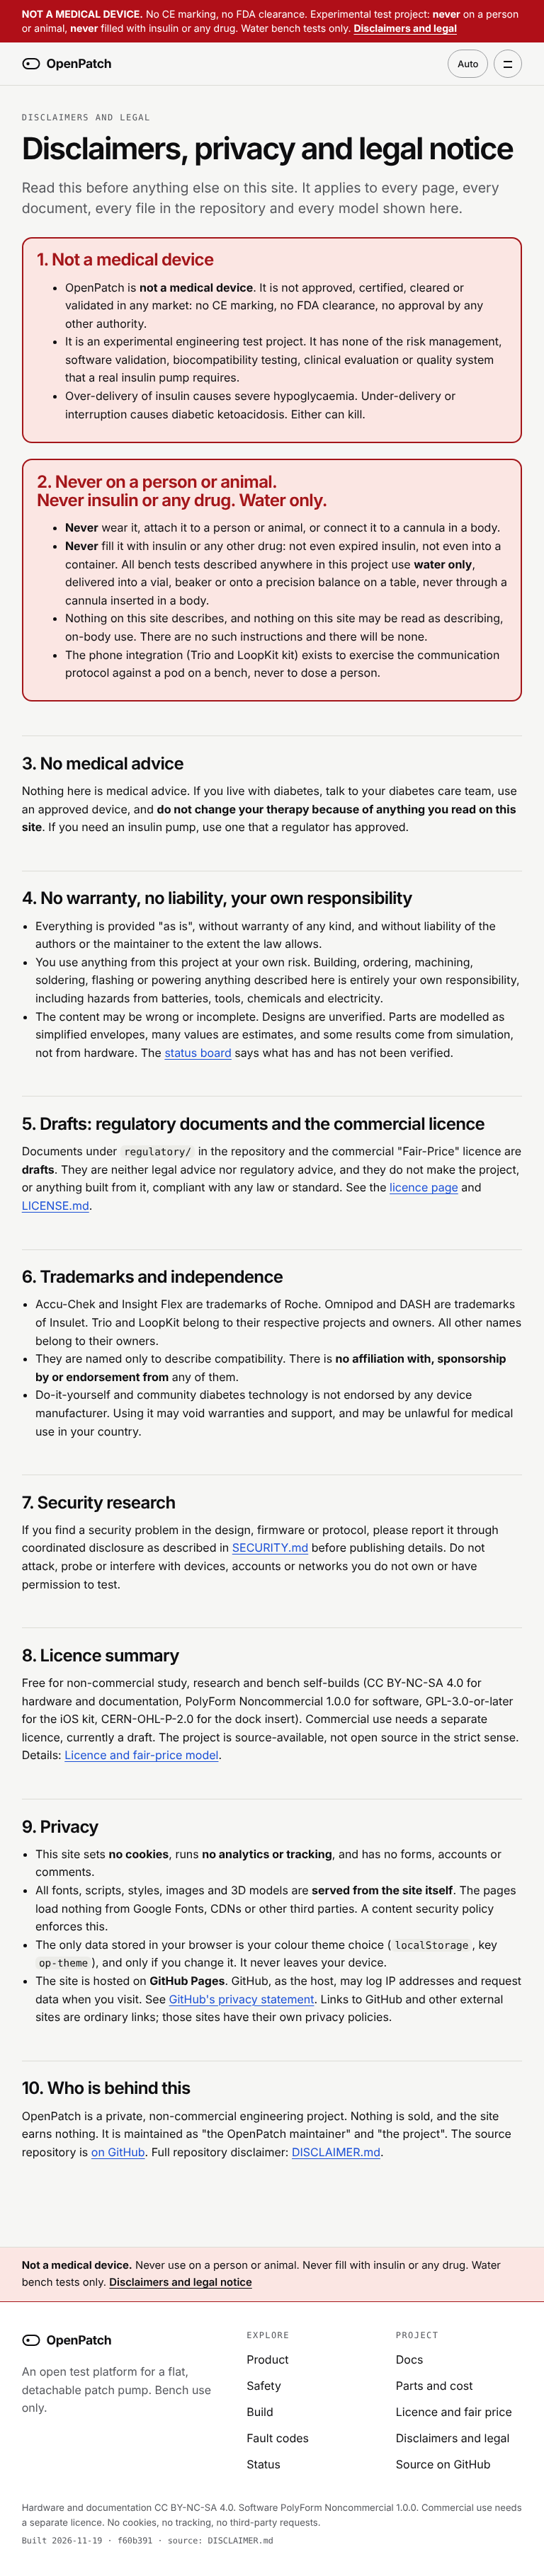 NOT A MEDICAL DEVICE. No CE marking, no FDA clearance. Experimental test project: never on a person
or animal, never filled with insulin or any drug. Water bench tests only. Disclaimers and legal
OpenPatch
Auto
DISCLAIMERS AND LEGAL
Disclaimers, privacy and legal notice
Read this before anything else on this site. It applies to every page, every
document, every file in the repository and every model shown here.
1. Not a medical device
• OpenPatch is not a medical device. It is not approved, certified, cleared or
validated in any market: no CE marking, no FDA clearance, no approval by any
other authority.
• It is an experimental engineering test project. It has none of the risk management,
software validation, biocompatibility testing, clinical evaluation or quality system
that a real insulin pump requires.
• Over-delivery of insulin causes severe hypoglycaemia. Under-delivery or
interruption causes diabetic ketoacidosis. Either can kill.
2. Never on a person or animal.
Never insulin or any drug. Water only.
• Never wear it, attach it to a person or animal, or connect it to a cannula in a body.
• Never fill it with insulin or any other drug: not even expired insulin, not even into a
container. All bench tests described anywhere in this project use water only,
delivered into a vial, beaker or onto a precision balance on a table, never through a
cannula inserted in a body.
• Nothing on this site describes, and nothing on this site may be read as describing,
on-body use. There are no such instructions and there will be none.
• The phone integration (Trio and LoopKit kit) exists to exercise the communication
protocol against a pod on a bench, never to dose a person.
3. No medical advice
Nothing here is medical advice. If you live with diabetes, talk to your diabetes care team, use
an approved device, and do not change your therapy because of anything you read on this
site. If you need an insulin pump, use one that a regulator has approved.
4. No warranty, no liability, your own responsibility
• Everything is provided "as is", without warranty of any kind, and without liability of the
authors or the maintainer to the extent the law allows.
• You use anything from this project at your own risk. Building, ordering, machining,
soldering, flashing or powering anything described here is entirely your own responsibility,
including hazards from batteries, tools, chemicals and electricity.
• The content may be wrong or incomplete. Designs are unverified. Parts are modelled as
simplified envelopes, many values are estimates, and some results come from simulation,
not from hardware. The status board says what has and has not been verified.
5. Drafts: regulatory documents and the commercial licence
Documents under regulatory/ in the repository and the commercial "Fair-Price" licence are
drafts. They are neither legal advice nor regulatory advice, and they do not make the project,
or anything built from it, compliant with any law or standard. See the licence page and
LICENSE.md.
6. Trademarks and independence
• Accu-Chek and Insight Flex are trademarks of Roche. Omnipod and DASH are trademarks
of Insulet. Trio and LoopKit belong to their respective projects and owners. All other names
belong to their owners.
• They are named only to describe compatibility. There is no affiliation with, sponsorship
by or endorsement from any of them.
• Do-it-yourself and community diabetes technology is not endorsed by any device
manufacturer. Using it may void warranties and support, and may be unlawful for medical
use in your country.
7. Security research
If you find a security problem in the design, firmware or protocol, please report it through
coordinated disclosure as described in SECURITY.md before publishing details. Do not
attack, probe or interfere with devices, accounts or networks you do not own or have
permission to test.
8. Licence summary
Free for non-commercial study, research and bench self-builds (CC BY-NC-SA 4.0 for
hardware and documentation, PolyForm Noncommercial 1.0.0 for software, GPL-3.0-or-later
for the iOS kit, CERN-OHL-P-2.0 for the dock insert). Commercial use needs a separate
licence, currently a draft. The project is source-available, not open source in the strict sense.
Details: Licence and fair-price model.
9. Privacy
• This site sets no cookies, runs no analytics or tracking, and has no forms, accounts or
comments.
• All fonts, scripts, styles, images and 3D models are served from the site itself. The pages
load nothing from Google Fonts, CDNs or other third parties. A content security policy
enforces this.
• The only data stored in your browser is your colour theme choice ( localStorage , key
op-theme ), and only if you change it. It never leaves your device.
• The site is hosted on GitHub Pages. GitHub, as the host, may log IP addresses and request
data when you visit. See GitHub's privacy statement. Links to GitHub and other external
sites are ordinary links; those sites have their own privacy policies.
10. Who is behind this
OpenPatch is a private, non-commercial engineering project. Nothing is sold, and the site
earns nothing. It is maintained as "the OpenPatch maintainer" and "the project". The source
repository is on GitHub. Full repository disclaimer: DISCLAIMER.md.
Not a medical device. Never use on a person or animal. Never fill with insulin or any drug. Water
bench tests only. Disclaimers and legal notice
OpenPatch
An open test platform for a flat,
detachable patch pump. Bench use
only.
EXPLORE
Product
Safety
Build
Fault codes
Status
PROJECT
Docs
Parts and cost
Licence and fair price
Disclaimers and legal
Source on GitHub
Hardware and documentation CC BY-NC-SA 4.0. Software PolyForm Noncommercial 1.0.0. Commercial use needs
a separate licence. No cookies, no tracking, no third-party requests.
Built 2026-11-19 · f60b391 · source: DISCLAIMER.md